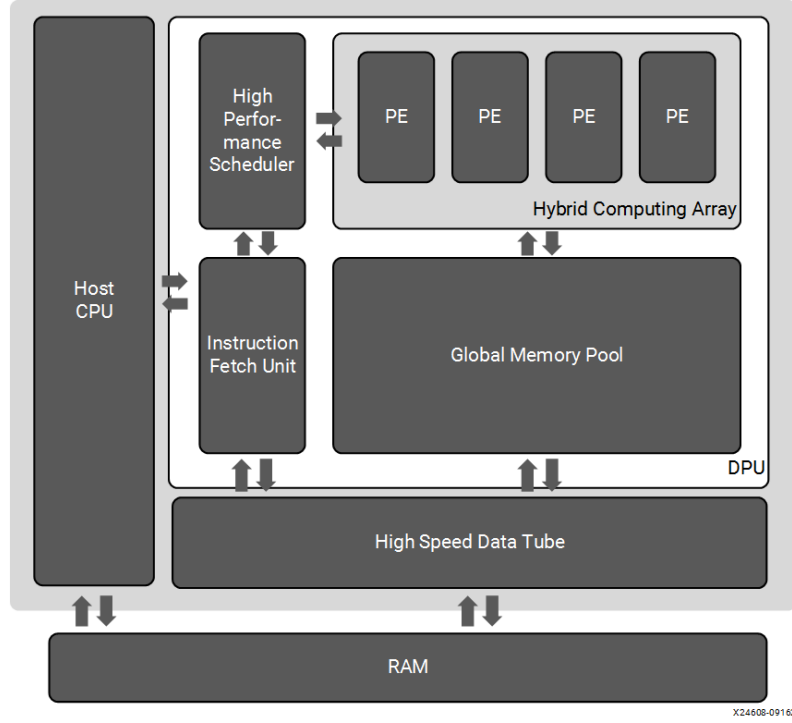 High
Perfor-
mance
Scheduler
PE
PE
PE
PE
Hybrid Computing Array
Host
CPU
Instruction
Fetch Unit
Global Memory Pool
DPU
High Speed Data Tube
RAM